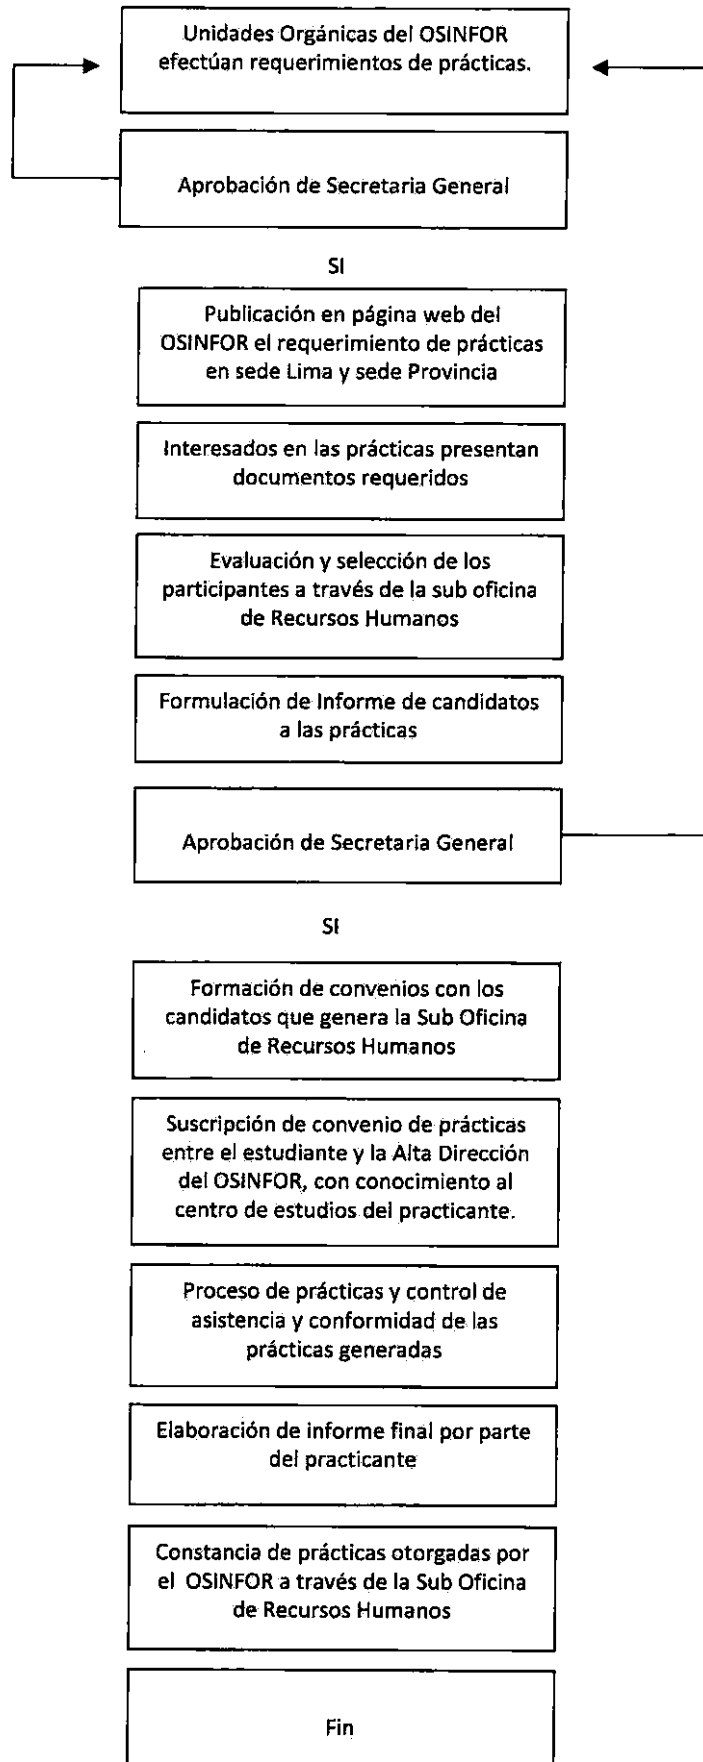 Unidades Orgánicas del OSINFOR
efectúan requerimientos de prácticas.
Aprobación de Secretaria General
SI
Publicación en página web del
OSINFOR el requerimiento de prácticas
en sede Lima y sede Provincia
Interesados en las prácticas presentan
documentos requeridos
Evaluación y selección de los
participantes a través de la sub oficina
de Recursos Humanos
Formulación de Informe de candidatos
a las prácticas
Aprobación de Secretaria General
SI
Formación de convenios con los
candidatos que genera la Sub Oficina
de Recursos Humanos
Suscripción de convenio de prácticas
entre el estudiante y la Alta Dirección
del OSINFOR, con conocimiento al
centro de estudios del practicante.
Proceso de prácticas y control de
asistencia y conformidad de las
prácticas generadas
Elaboración de informe final por parte
del practicante
Constancia de prácticas otorgadas por
el OSINFOR a través de la Sub Oficina
de Recursos Humanos
Fin